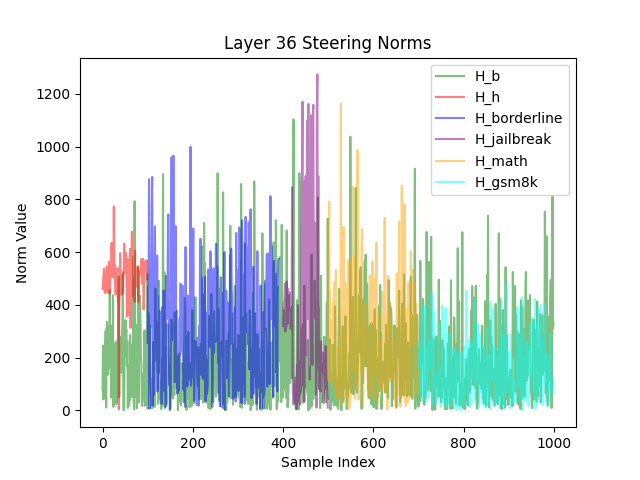 Layer 36 Steering Norms
H_b
H_h
H_borderline
H_jailbreak
H_math
H_gsm8k
Norm Value
1200
1000
800
600
400
200
0
0 200 400 600 800 1000
Sample Index